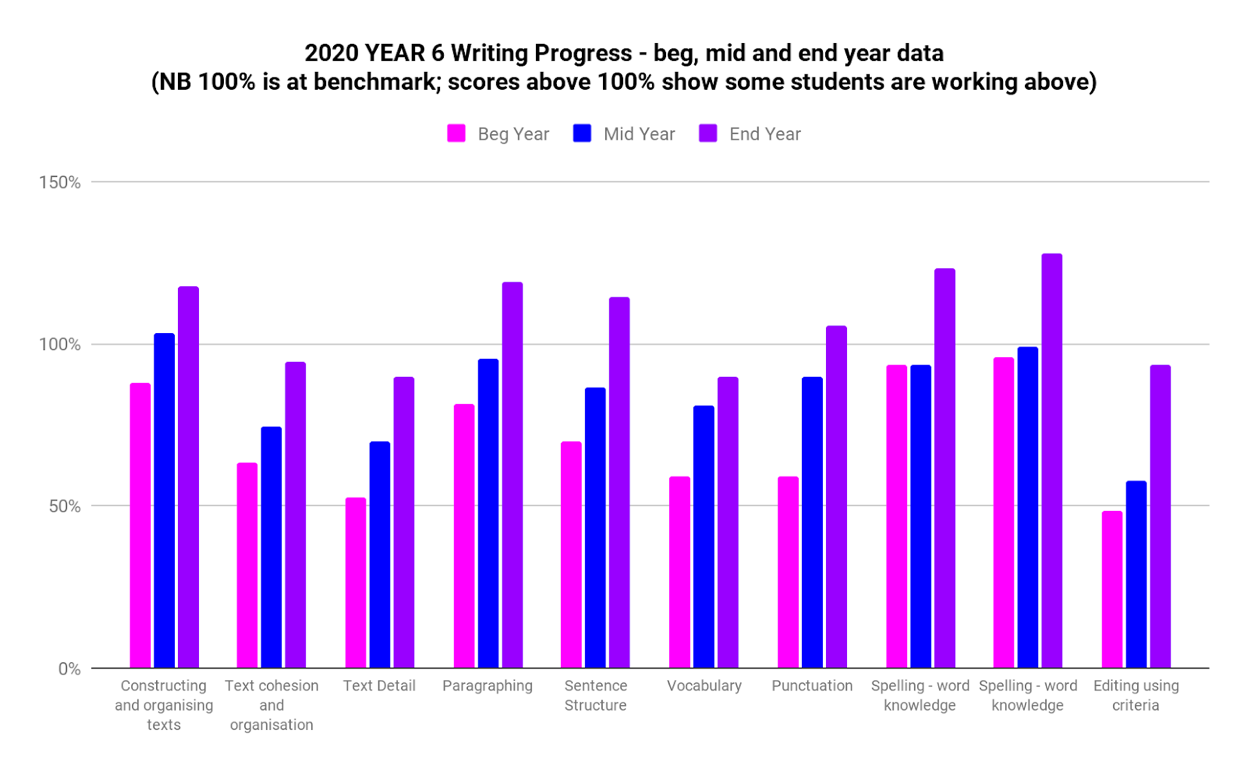 2020 YEAR 6 Writing Progress - beg, mid and end year data
(NB 100% is at benchmark; scores above 100% show some students are working above)
Beg Year
Mid Year
End Year
150%
100%
50%
0%
Constructing
and organising
texts
Text cohesion
and
organisation
Text Detail
Paragraphing
Sentence
Structure
Vocabulary
Punctuation
Spelling - word
knowledge
Spelling - word
knowledge
Editing using
criteria